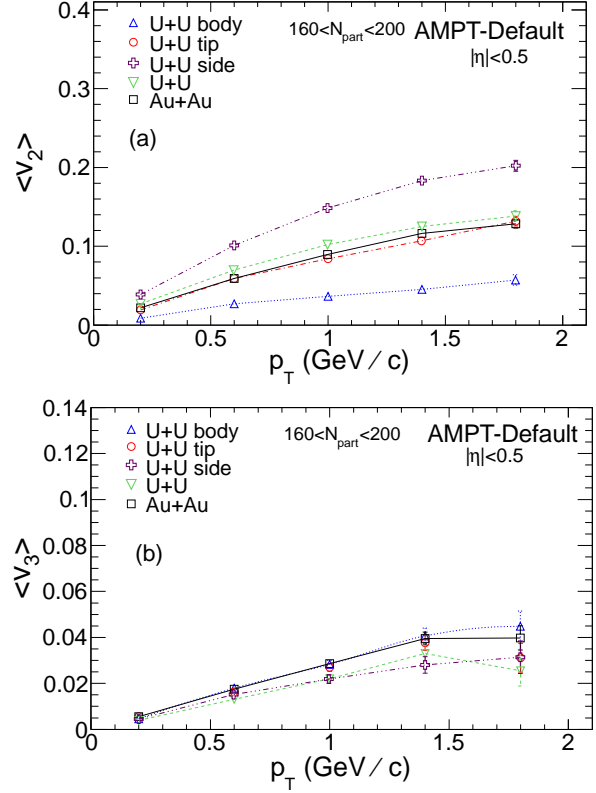 0.4
0.3
0.2
0.1
0
<v₂>
U+U body
U+U tip
U+U side
U+U
Au+Au
160<N_part<200 AMPT-Default
|η|<0.5
(a)
0 0.5 1 1.5 2
p_T (GeV / c)
0.14
0.12
0.1
0.08
0.06
0.04
0.02
0
<v₃>
U+U body
U+U tip
U+U side
U+U
Au+Au
160<N_part<200 AMPT-Default
|η|<0.5
(b)
0 0.5 1 1.5 2
p_T (GeV / c)